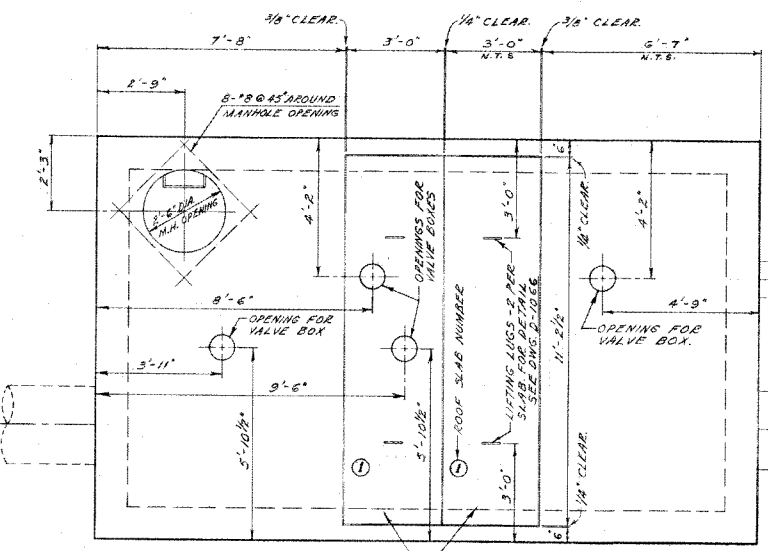 3/8" CLEAR.
1/4" CLEAR.
3/8" CLEAR.
7'-8"
3'-0"
3'-0"
N.T.S
6'-7"
N.T.S.
2'-9"
8-#8 @ 45° AROUND
MANHOLE OPENING
2'-3"
2'-6" DIA.
M.H. OPENING
4'-2"
OPENINGS FOR
VALVE BOXES
3'-0"
6"
1/4" CLEAR.
4'-2"
8'-6"
OPENING FOR
VALVE BOX
3'-11"
9'-6"
5'-10 1/2"
5'-10 1/2"
ROOF SLAB NUMBER
LIFTING LUGS - 2 PER
SLAB. FOR DETAIL
SEE DWG. D-1066
11'-2 1/2"
4'-9"
OPENING FOR
VALVE BOX.
1
1
3'-0"
1/4" CLEAR.
6"